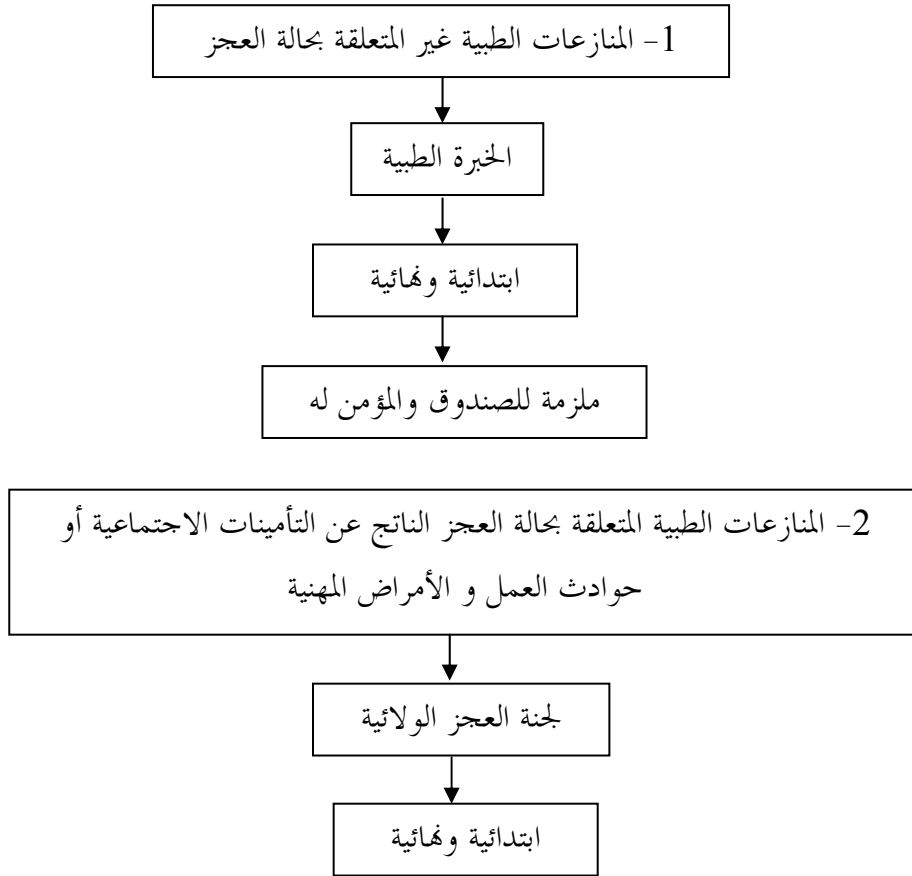 1- المنازعات الطبية غير المتعلقة بحالة العجز
الخبرة الطبية
ابتدائية ونهائية
ملزمة للصندوق والمؤمن له
2- المنازعات الطبية المتعلقة بحالة العجز الناتج عن التأمينات الاجتماعية أو
حوادث العمل و الأمراض المهنية
لجنة العجز الولائية
ابتدائية ونهائية